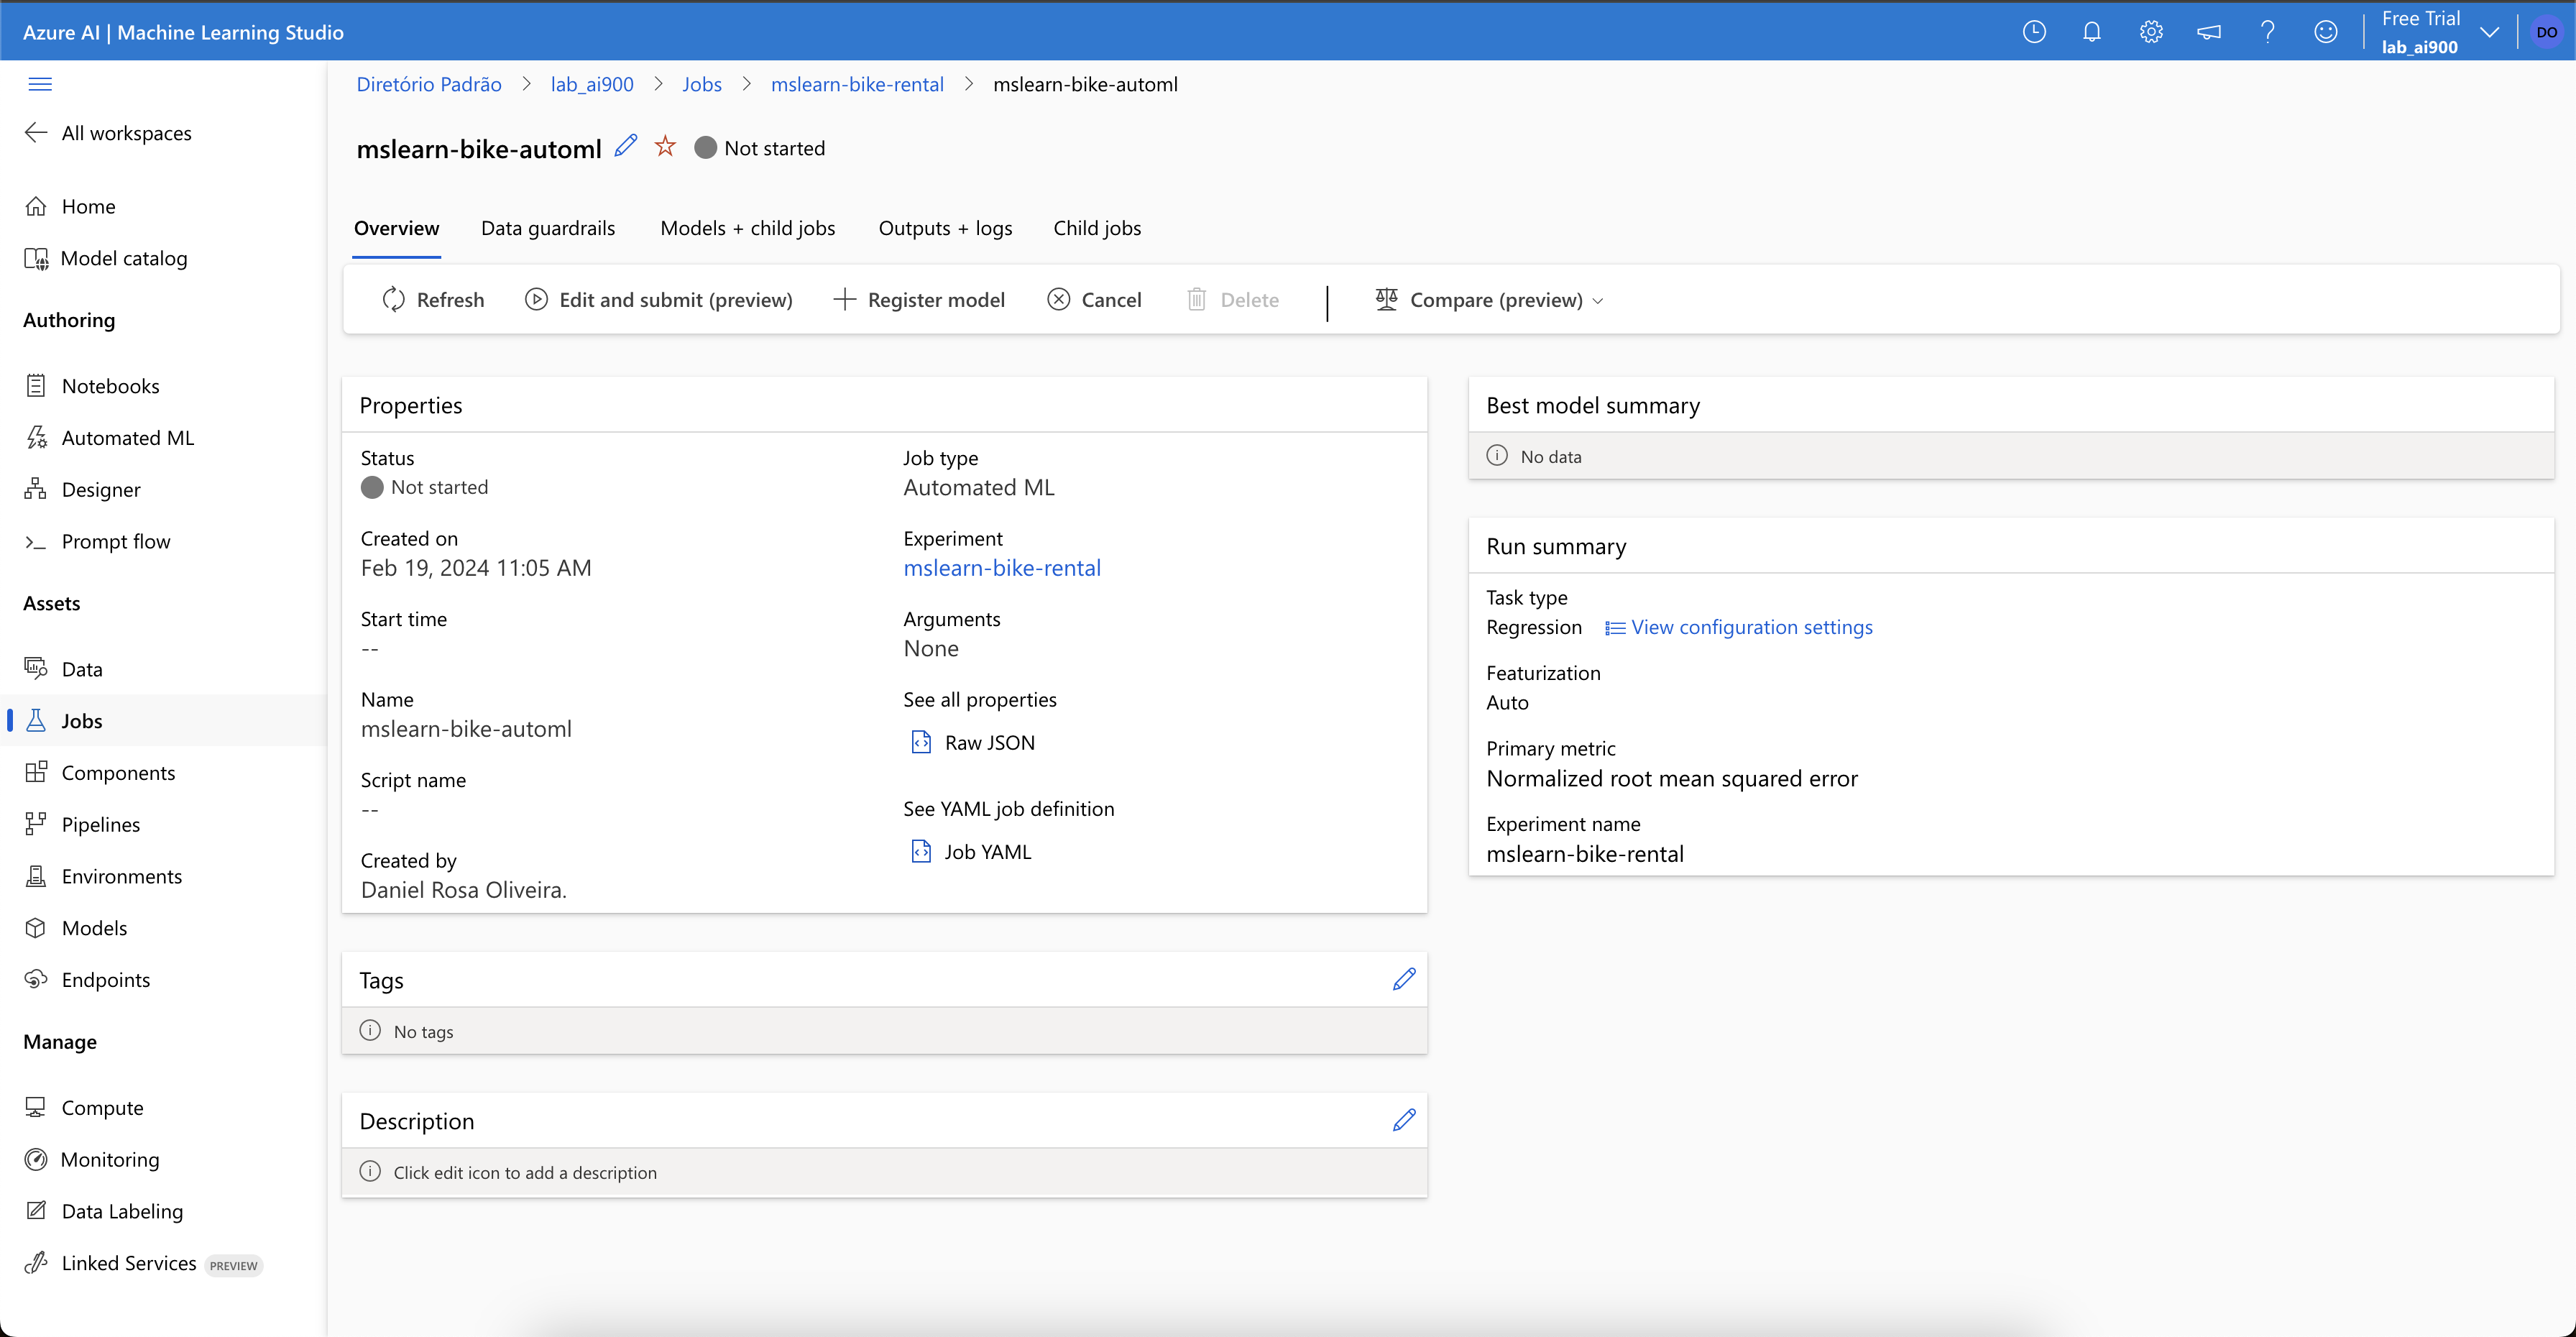 Azure AI | Machine Learning Studio
Free Trial
lab_ai900
DO
All workspaces
Home
Model catalog
Authoring
Notebooks
Automated ML
Designer
Prompt flow
Assets
Data
Jobs
Components
Pipelines
Environments
Models
Endpoints
Manage
Compute
Monitoring
Data Labeling
Linked Services PREVIEW
Diretório Padrão > lab_ai900 > Jobs > mslearn-bike-rental > mslearn-bike-automl
mslearn-bike-automl Not started
Overview Data guardrails Models + child jobs Outputs + logs Child jobs
Refresh Edit and submit (preview) Register model Cancel Delete Compare (preview)
Properties
Status
Not started
Created on
Feb 19, 2024 11:05 AM
Start time
--
Name
mslearn-bike-automl
Script name
--
Created by
Daniel Rosa Oliveira.
Job type
Automated ML
Experiment
mslearn-bike-rental
Arguments
None
See all properties
Raw JSON
See YAML job definition
Job YAML
Tags
No tags
Description
Click edit icon to add a description
Best model summary
No data
Run summary
Task type
Regression View configuration settings
Featurization
Auto
Primary metric
Normalized root mean squared error
Experiment name
mslearn-bike-rental